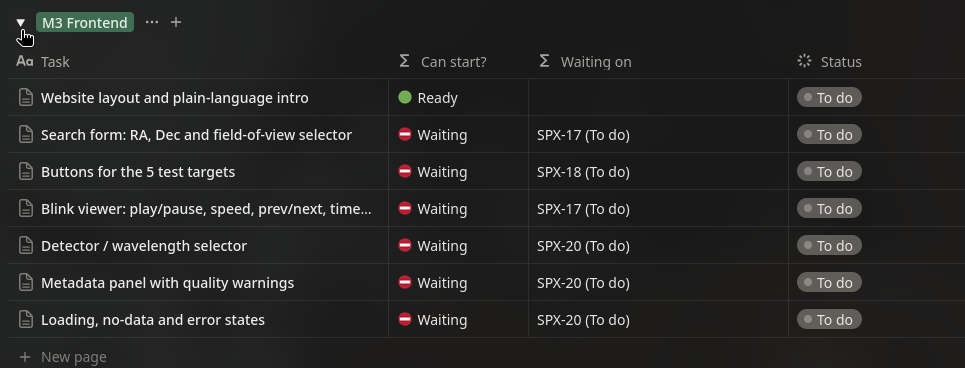 M3 Frontend
Aa Task Σ Can start? Σ Waiting on Status
Website layout and plain-language intro Ready To do
Search form: RA, Dec and field-of-view selector Waiting SPX-17 (To do) To do
Buttons for the 5 test targets Waiting SPX-18 (To do) To do
Blink viewer: play/pause, speed, prev/next, time... Waiting SPX-17 (To do) To do
Detector / wavelength selector Waiting SPX-20 (To do) To do
Metadata panel with quality warnings Waiting SPX-20 (To do) To do
Loading, no-data and error states Waiting SPX-20 (To do) To do
+ New page